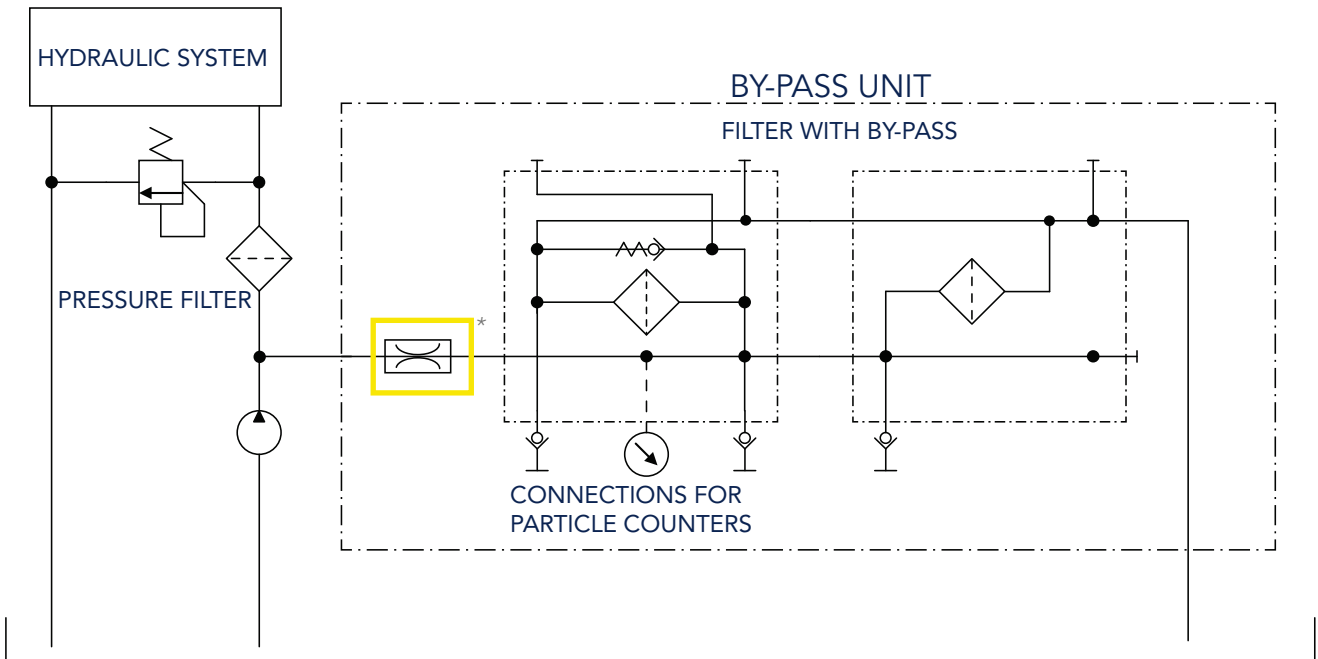 HYDRAULIC SYSTEM
BY-PASS UNIT
FILTER WITH BY-PASS
PRESSURE FILTER
*
CONNECTIONS FOR
PARTICLE COUNTERS